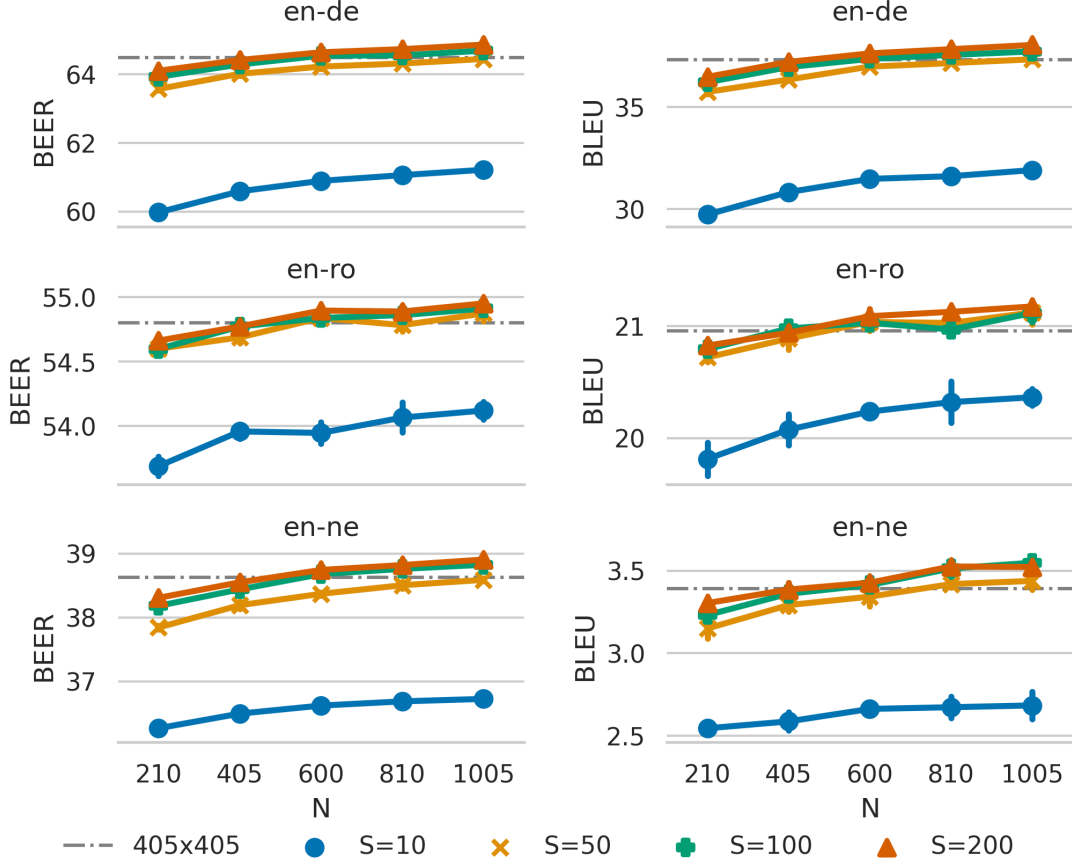 en-de
en-de
BEER
64
62
60
BLEU
35
30
en-ro
en-ro
BEER
55.0
54.5
54.0
BLEU
21
20
en-ne
en-ne
BEER
39
38
37
BLEU
3.5
3.0
2.5
210 405 600 810 1005
210 405 600 810 1005
N
N
405x405 S=10 S=50 S=100 S=200